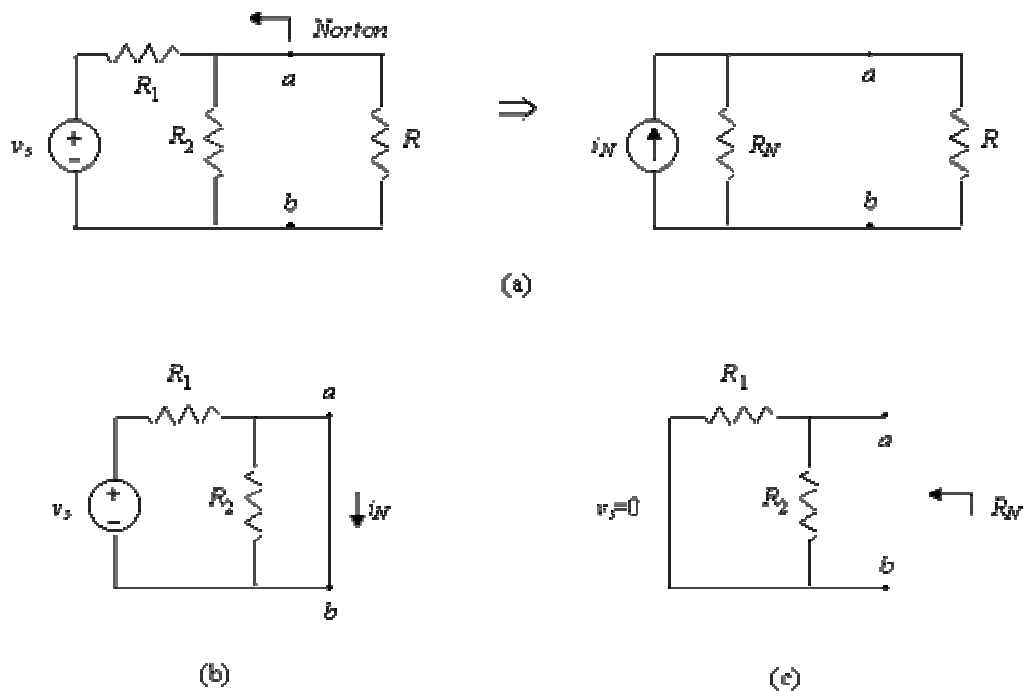 Norton
R1
a
vs
+
−
R2
R
b
⇒
iN
RN
a
R
b
(a)
R1
a
vs
+
−
R2
iN
b
(b)
R1
a
vs=0
R2
RN
b
(c)